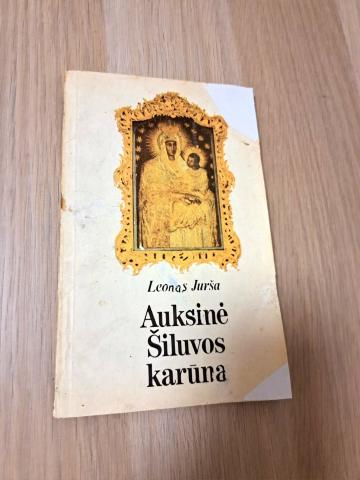 Leonas Jurša
Auksinė
Šiluvos
karūna